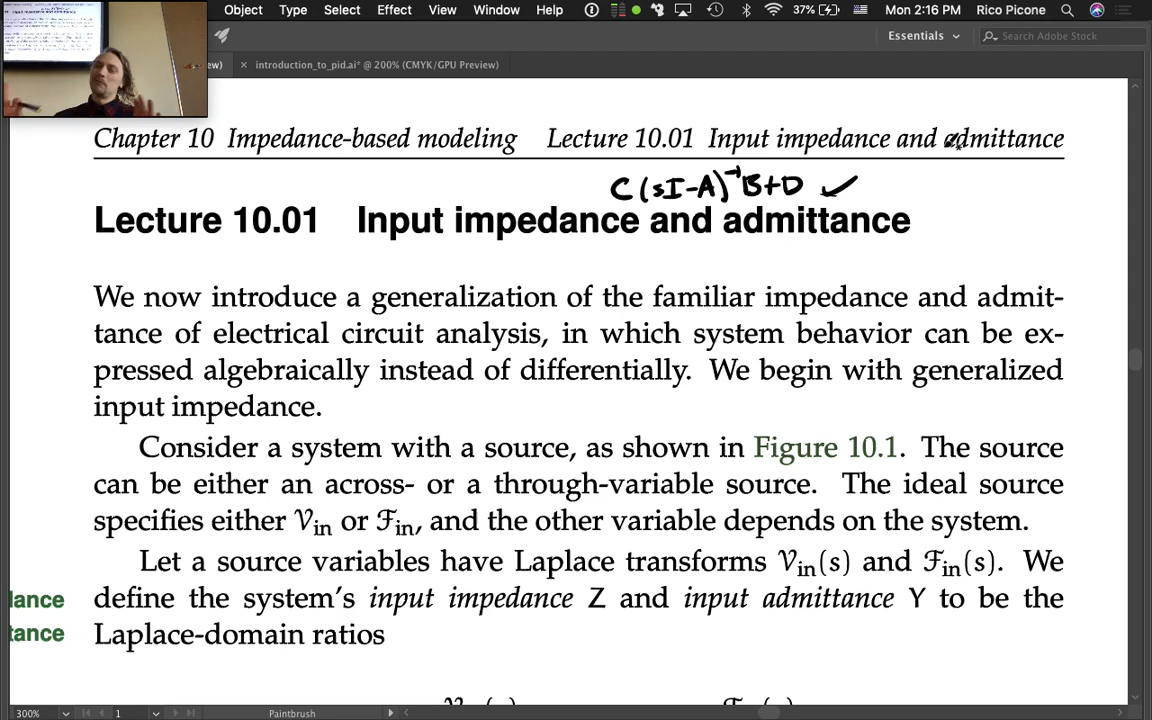 Object Type Select Effect View Window Help 37% Mon 2:16 PM Rico Picone
Essentials Search Adobe Stock
× introduction_to_pid.ai* @ 200% (CMYK/GPU Preview)
Chapter 10 Impedance-based modeling Lecture 10.01 Input impedance and admittance
C(sI-A)⁻¹B+D ✓
Lecture 10.01 Input impedance and admittance
We now introduce a generalization of the familiar impedance and admit-
tance of electrical circuit analysis, in which system behavior can be ex-
pressed algebraically instead of differentially. We begin with generalized
input impedance.
Consider a system with a source, as shown in Figure 10.1. The source
can be either an across- or a through-variable source. The ideal source
specifies either 𝒱in or ℱin, and the other variable depends on the system.
Let a source variables have Laplace transforms 𝒱in(s) and ℱin(s). We
define the system's input impedance Z and input admittance Y to be the
Laplace-domain ratios
300% 1 Paintbrush